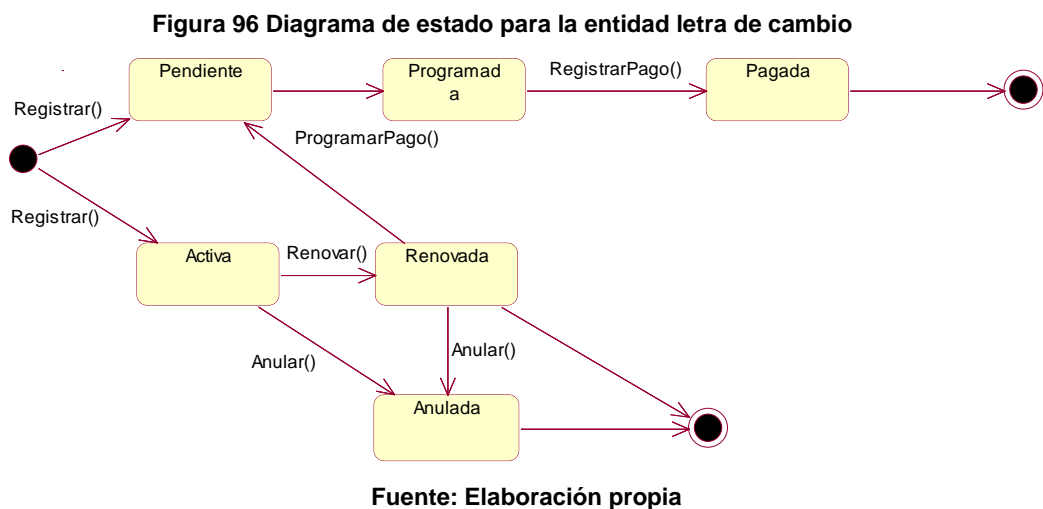 Figura 96 Diagrama de estado para la entidad letra de cambio
Pendiente
Programad
a
RegistrarPago()
Pagada
Registrar()
ProgramarPago()
Registrar()
Activa
Renovar()
Renovada
Anular()
Anular()
Anulada
Fuente: Elaboración propia